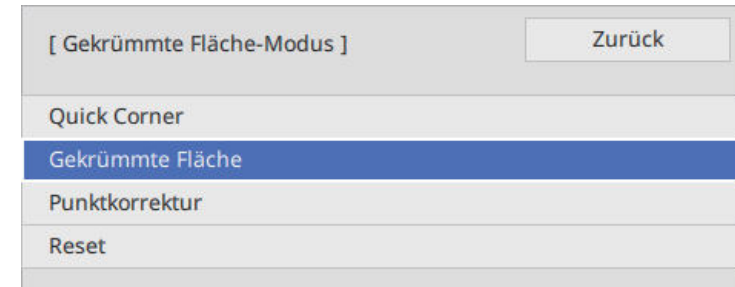 [ Gekrümmte Fläche-Modus ]
Zurück
Quick Corner
Gekrümmte Fläche
Punktkorrektur
Reset